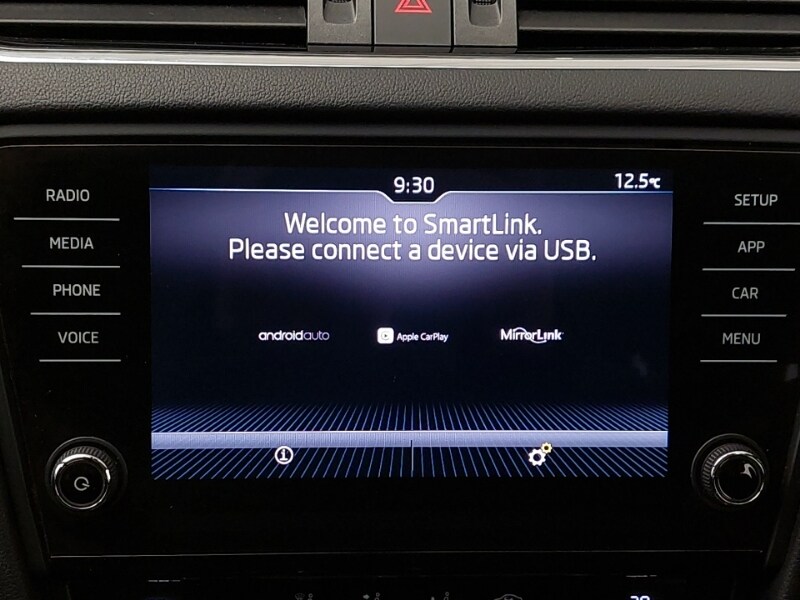 9:30
12.5°C
Welcome to SmartLink.
Please connect a device via USB.
androidauto
Apple CarPlay
MirrorLink
RADIO
MEDIA
PHONE
VOICE
SETUP
APP
CAR
MENU